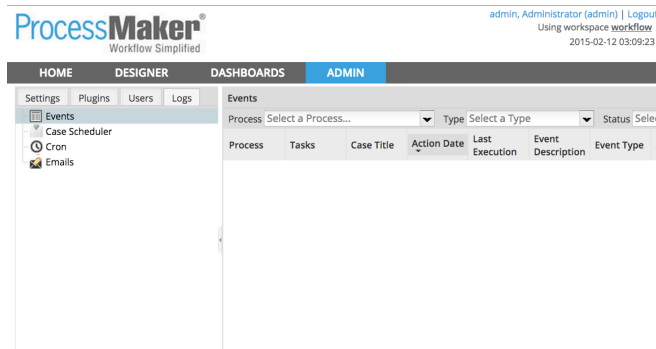 ProcessMaker®
Workflow Simplified
admin, Administrator (admin) | Logout
Using workspace workflow
2015-02-12 03:09:23
HOME DESIGNER DASHBOARDS ADMIN
Settings Plugins Users Logs
Events
Case Scheduler
Cron
Emails
Events
Process Select a Process... Type Select a Type Status Sele
Process Tasks Case Title Action Date Last Execution Event Description Event Type